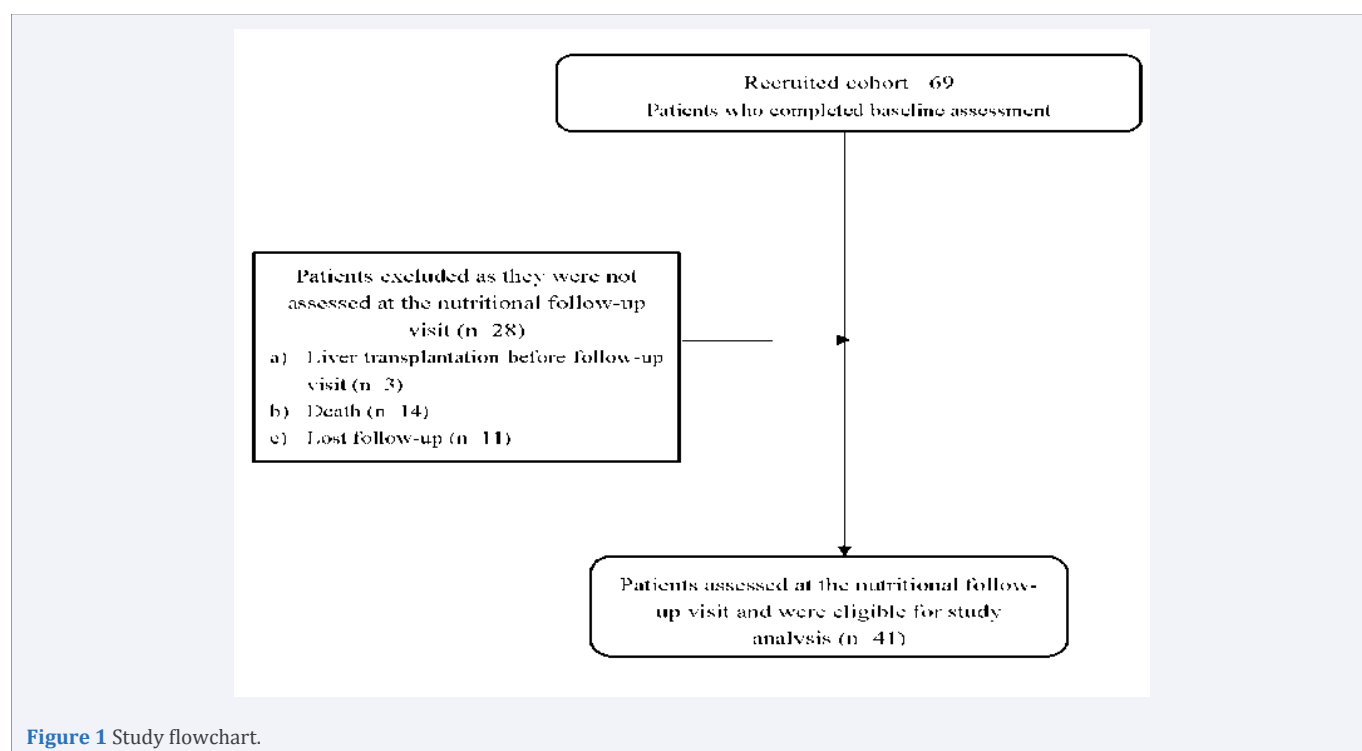 Recruited cohort 69
Patients who completed baseline assessment
Patients excluded as they were not
assessed at the nutritional follow-up
visit (n 28)
a) Liver transplantation before follow-up
visit (n 3)
b) Death (n 14)
c) Lost follow-up (n 11)
Patients assessed at the nutritional follow-
up visit and were eligible for study
analysis (n 41)
Figure 1 Study flowchart.